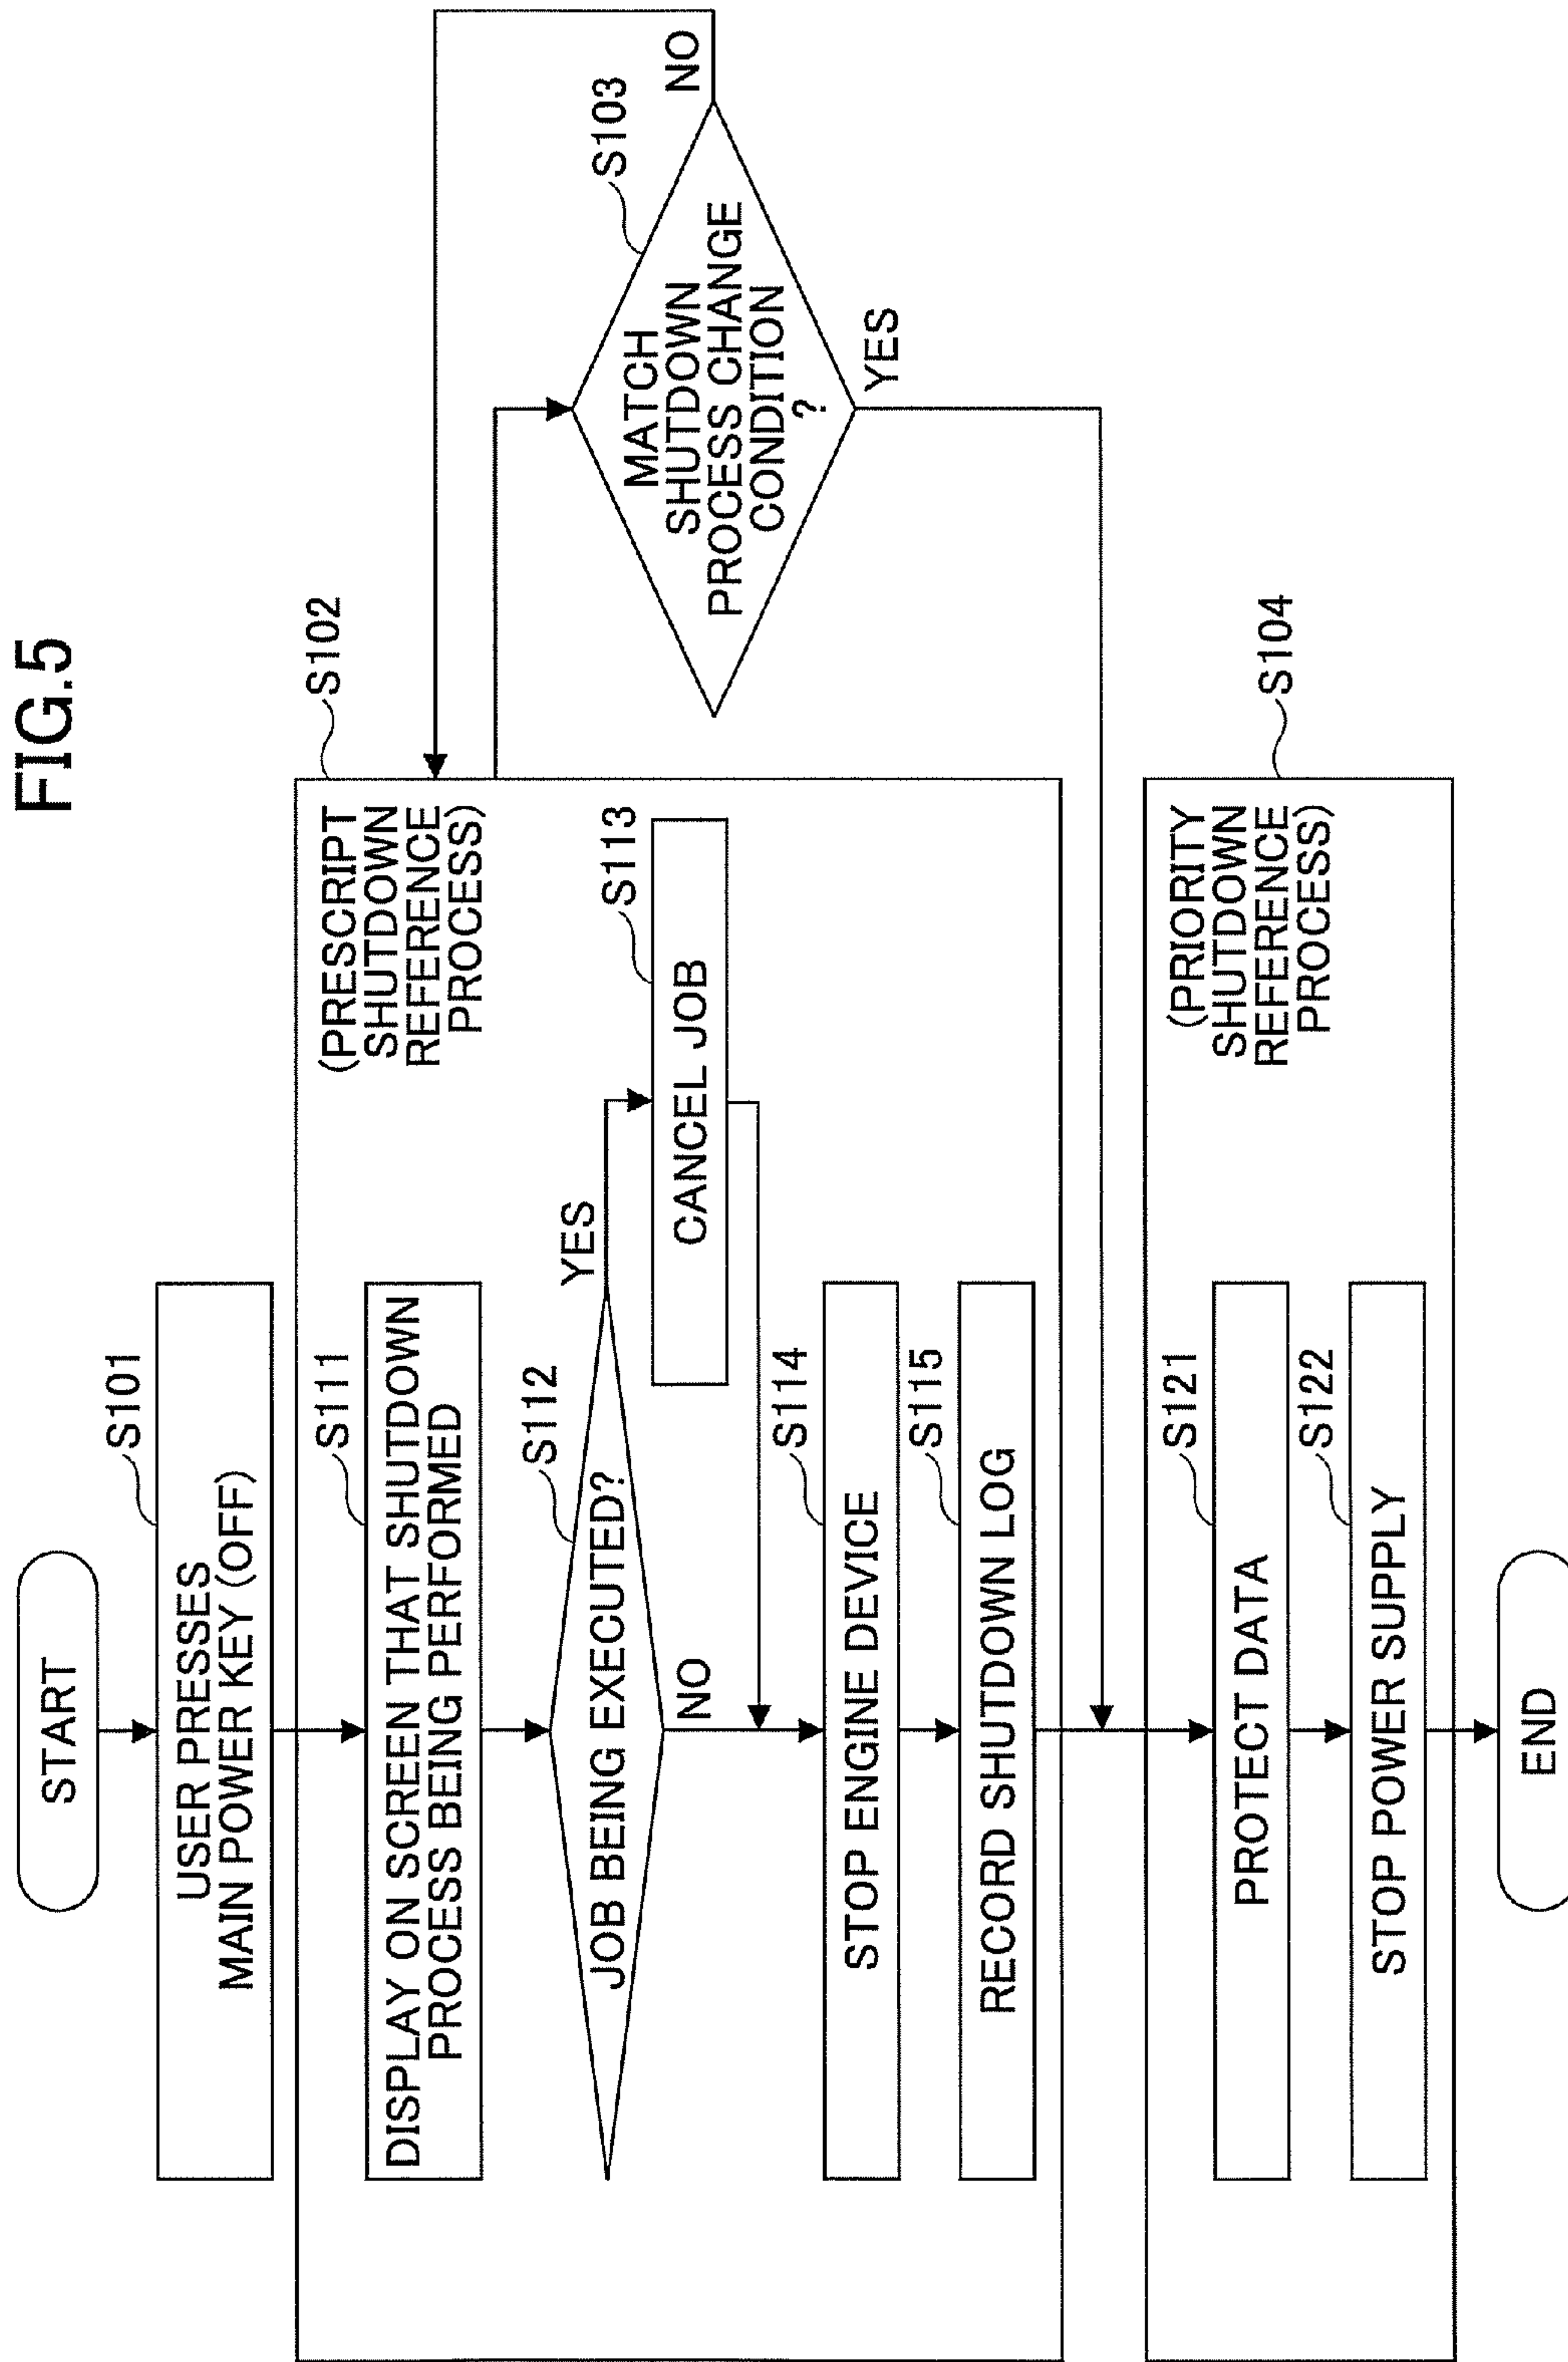 FIG.5
START
S101
USER PRESSES
MAIN POWER KEY (OFF)
S102
(PRESCRIPT
SHUTDOWN
REFERENCE
PROCESS)
S111
DISPLAY ON SCREEN THAT SHUTDOWN
PROCESS BEING PERFORMED
S112
JOB BEING EXECUTED?
YES
NO
S113
CANCEL JOB
S103
MATCH
SHUTDOWN
PROCESS CHANGE
CONDITION
?
NO
YES
S114
STOP ENGINE DEVICE
S115
RECORD SHUTDOWN LOG
S104
(PRIORITY
SHUTDOWN
REFERENCE
PROCESS)
S121
PROTECT DATA
S122
STOP POWER SUPPLY
END